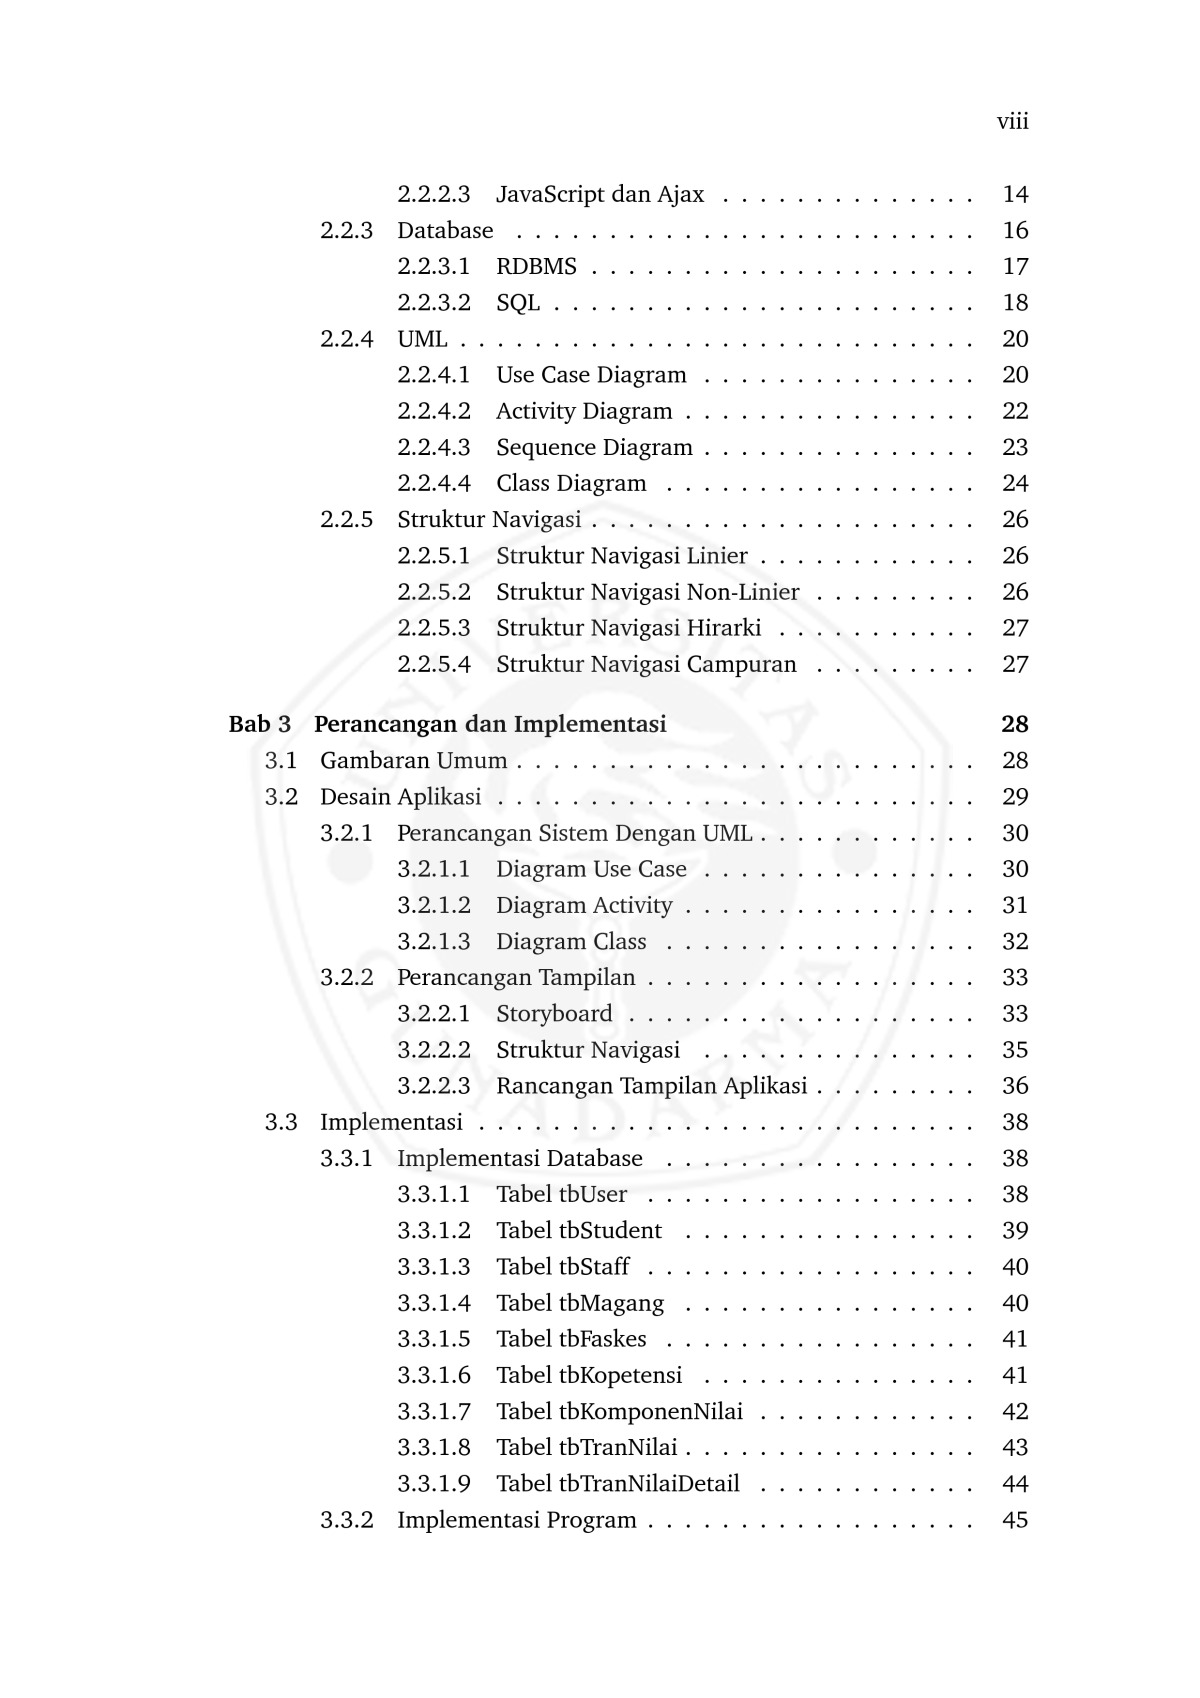 viii
2.2.2.3 JavaScript dan Ajax . . . . . . . . . . . . . . 14
2.2.3 Database . . . . . . . . . . . . . . . . . . . . . . . . . 16
2.2.3.1 RDBMS . . . . . . . . . . . . . . . . . . . . . 17
2.2.3.2 SQL . . . . . . . . . . . . . . . . . . . . . . . 18
2.2.4 UML . . . . . . . . . . . . . . . . . . . . . . . . . . . . 20
2.2.4.1 Use Case Diagram . . . . . . . . . . . . . . . 20
2.2.4.2 Activity Diagram . . . . . . . . . . . . . . . . 22
2.2.4.3 Sequence Diagram . . . . . . . . . . . . . . . 23
2.2.4.4 Class Diagram . . . . . . . . . . . . . . . . . 24
2.2.5 Struktur Navigasi . . . . . . . . . . . . . . . . . . . . . 26
2.2.5.1 Struktur Navigasi Linier . . . . . . . . . . . . 26
2.2.5.2 Struktur Navigasi Non-Linier . . . . . . . . . 26
2.2.5.3 Struktur Navigasi Hirarki . . . . . . . . . . . 27
2.2.5.4 Struktur Navigasi Campuran . . . . . . . . . 27
Bab 3 Perancangan dan Implementasi 28
3.1 Gambaran Umum . . . . . . . . . . . . . . . . . . . . . . . . . 28
3.2 Desain Aplikasi . . . . . . . . . . . . . . . . . . . . . . . . . . 29
3.2.1 Perancangan Sistem Dengan UML . . . . . . . . . . . . 30
3.2.1.1 Diagram Use Case . . . . . . . . . . . . . . . 30
3.2.1.2 Diagram Activity . . . . . . . . . . . . . . . . 31
3.2.1.3 Diagram Class . . . . . . . . . . . . . . . . . 32
3.2.2 Perancangan Tampilan . . . . . . . . . . . . . . . . . . 33
3.2.2.1 Storyboard . . . . . . . . . . . . . . . . . . . 33
3.2.2.2 Struktur Navigasi . . . . . . . . . . . . . . . 35
3.2.2.3 Rancangan Tampilan Aplikasi . . . . . . . . . 36
3.3 Implementasi . . . . . . . . . . . . . . . . . . . . . . . . . . . 38
3.3.1 Implementasi Database . . . . . . . . . . . . . . . . . 38
3.3.1.1 Tabel tbUser . . . . . . . . . . . . . . . . . . 38
3.3.1.2 Tabel tbStudent . . . . . . . . . . . . . . . . 39
3.3.1.3 Tabel tbStaff . . . . . . . . . . . . . . . . . . 40
3.3.1.4 Tabel tbMagang . . . . . . . . . . . . . . . . 40
3.3.1.5 Tabel tbFaskes . . . . . . . . . . . . . . . . . 41
3.3.1.6 Tabel tbKopetensi . . . . . . . . . . . . . . . 41
3.3.1.7 Tabel tbKomponenNilai . . . . . . . . . . . . 42
3.3.1.8 Tabel tbTranNilai . . . . . . . . . . . . . . . . 43
3.3.1.9 Tabel tbTranNilaiDetail . . . . . . . . . . . . 44
3.3.2 Implementasi Program . . . . . . . . . . . . . . . . . . 45
UNIVERSITAS
GUNADARMA